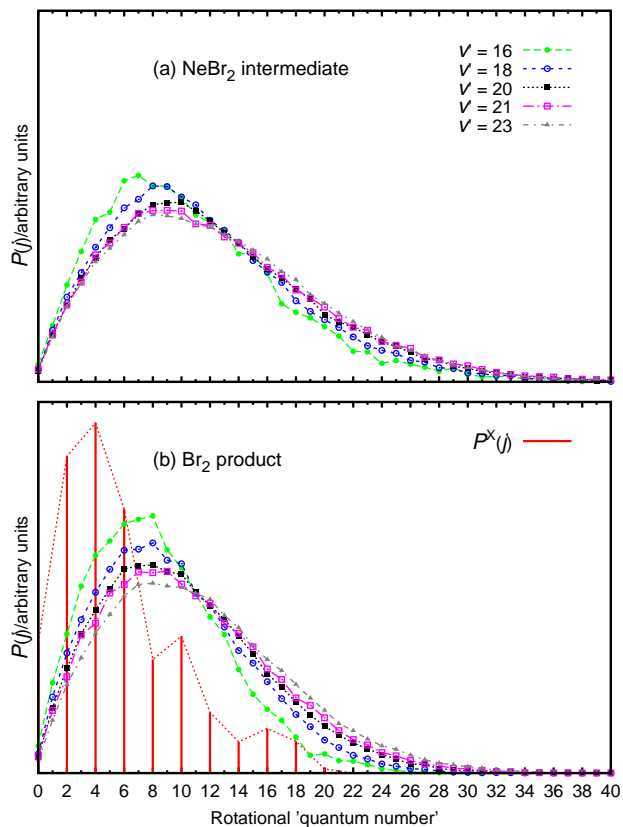 (a) NeBr₂ intermediate
v' = 16
v' = 18
v' = 20
v' = 21
v' = 23
P(j)/arbitrary units
(b) Br₂ product
Pˣ(j)
P(j)/arbitrary units
0 2 4 6 8 10 12 14 16 18 20 22 24 26 28 30 32 34 36 38 40
Rotational 'quantum number'